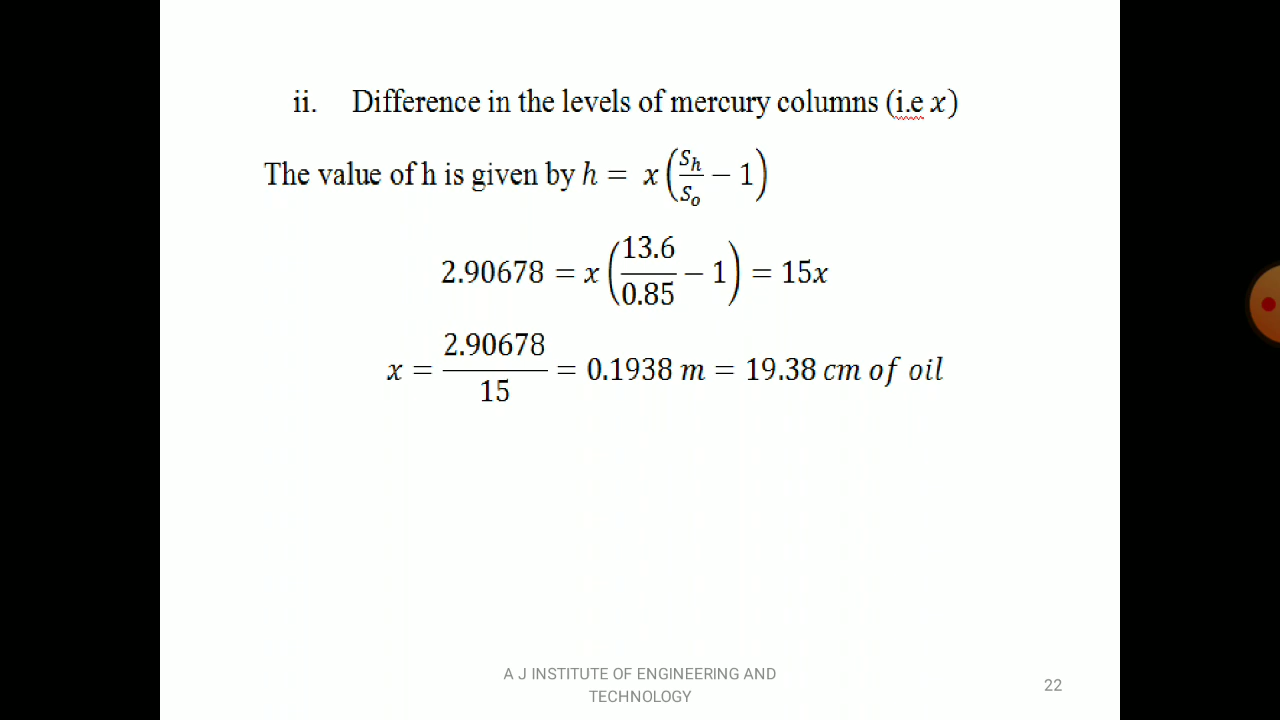 ii. Difference in the levels of mercury columns (i.e x)
The value of h is given by h = x(S_h/S_o − 1)
2.90678 = x(13.6/0.85 − 1) = 15x
x = 2.90678/15 = 0.1938 m = 19.38 cm of oil
A J INSTITUTE OF ENGINEERING AND
TECHNOLOGY
22